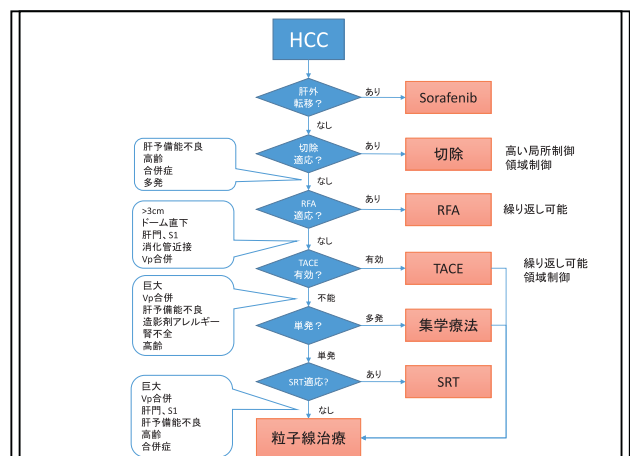 HCC
肝外
転移?
あり
Sorafenib
なし
切除
適応?
あり
切除
高い局所制御
領域制御
肝予備能不良
高齢
合併症
多発
なし
RFA
適応?
あり
RFA
繰り返し可能
>3cm
ドーム直下
肝門、S1
消化管近接
Vp合併
なし
TACE
有効?
有効
TACE
繰り返し可能
領域制御
巨大
Vp合併
肝予備能不良
造影剤アレルギー
腎不全
高齢
不能
単発?
多発
集学療法
単発
SRT適応?
あり
SRT
巨大
Vp合併
肝門、S1
肝予備能不良
高齢
合併症
なし
粒子線治療